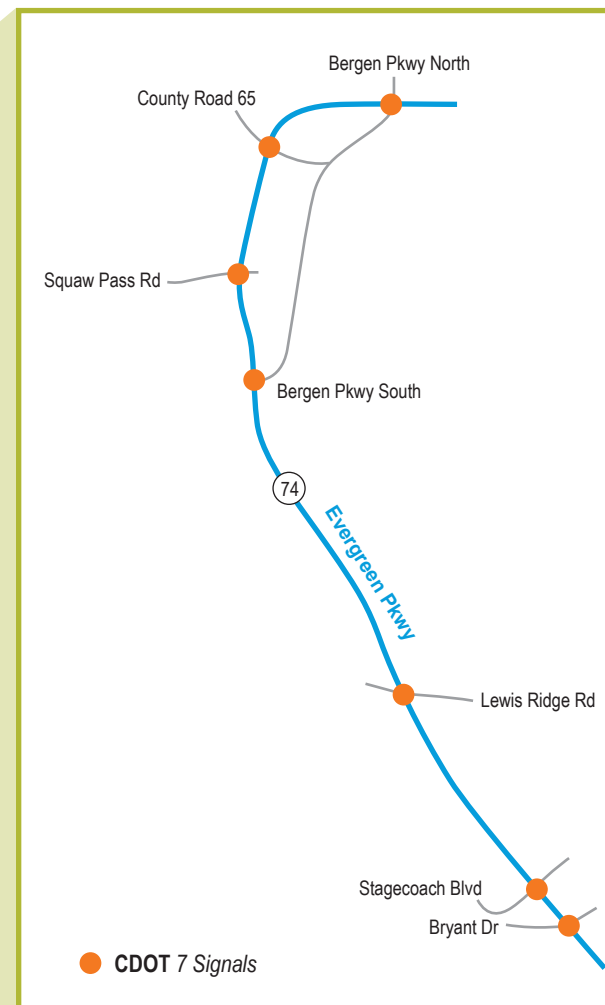 Bergen Pkwy North
County Road 65
Squaw Pass Rd
Bergen Pkwy South
74
Evergreen Pkwy
Lewis Ridge Rd
Stagecoach Blvd
Bryant Dr
CDOT 7 Signals